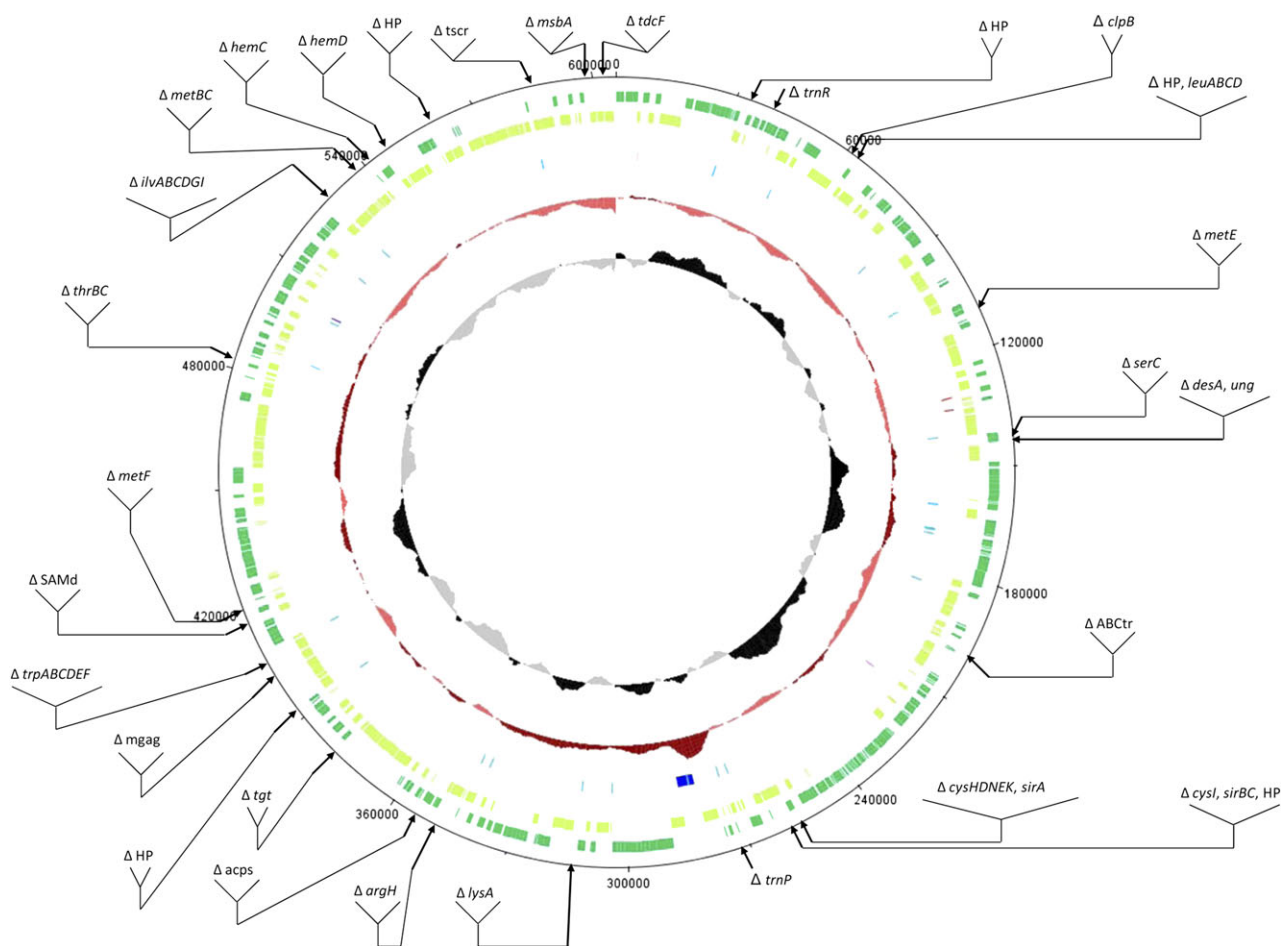 Δ HP
Δ tscr
Δ msbA
Δ tdcF
Δ HP
Δ clpB
Δ hemD
Δ hemC
6000000
Δ HP, leuABCD
Δ trnR
Δ metBC
540000
60000
Δ ilvABCDGI
Δ metE
Δ thrBC
120000
480000
Δ serC
Δ desA, ung
Δ metF
180000
Δ SAMd
420000
Δ ABCtr
Δ trpABCDEF
Δ mgag
Δ tgt
240000
Δ cysHDNEK, sirA
Δ cysI, sirBC, HP
360000
Δ HP
Δ acps
Δ argH
Δ lysA
300000
Δ trnP